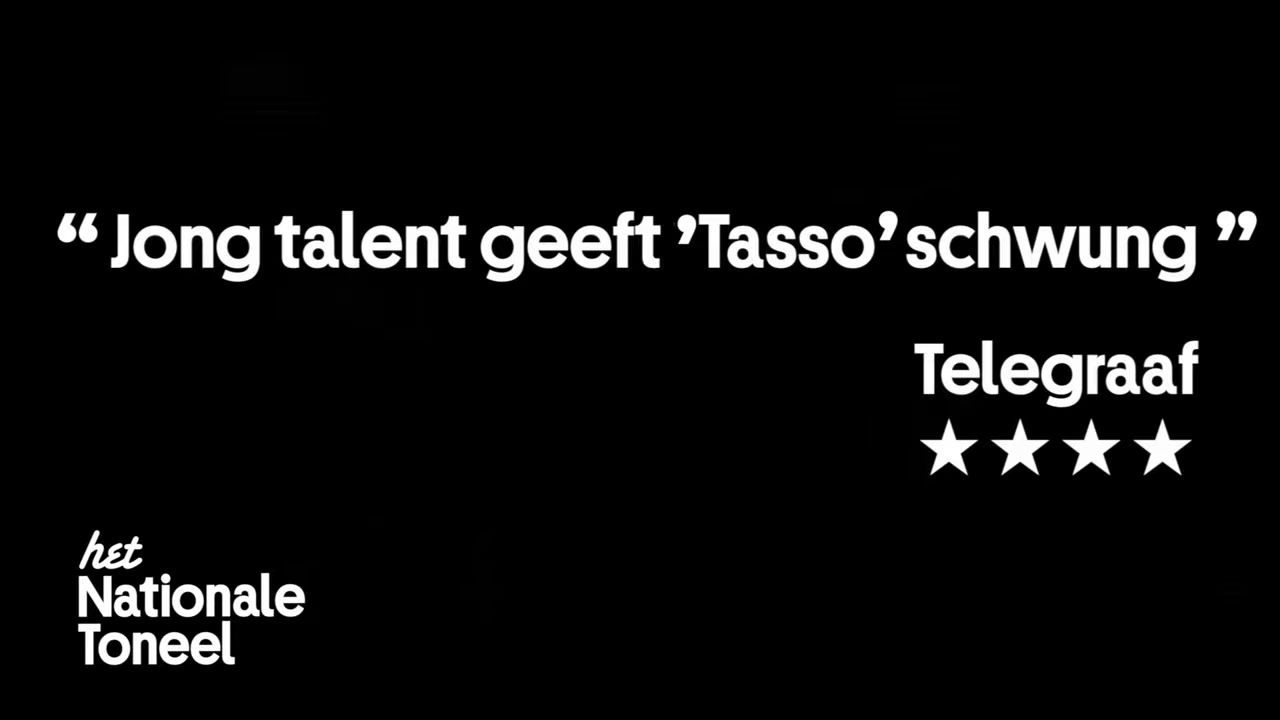 “ Jong talent geeft ’Tasso’ schwung ”
Telegraaf
★★★★
het
Nationale
Toneel